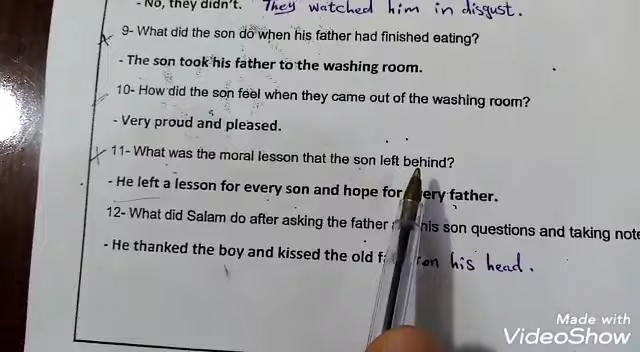 - No, they didn't. They watched him in disgust.
9- What did the son do when his father had finished eating?
- The son took his father to the washing room.
10- How did the son feel when they came out of the washing room?
- Very proud and pleased.
11- What was the moral lesson that the son left behind?
- He left a lesson for every son and hope for very father.
12- What did Salam do after asking the father his son questions and taking note
- He thanked the boy and kissed the old on his head.
Made with
VideoShow